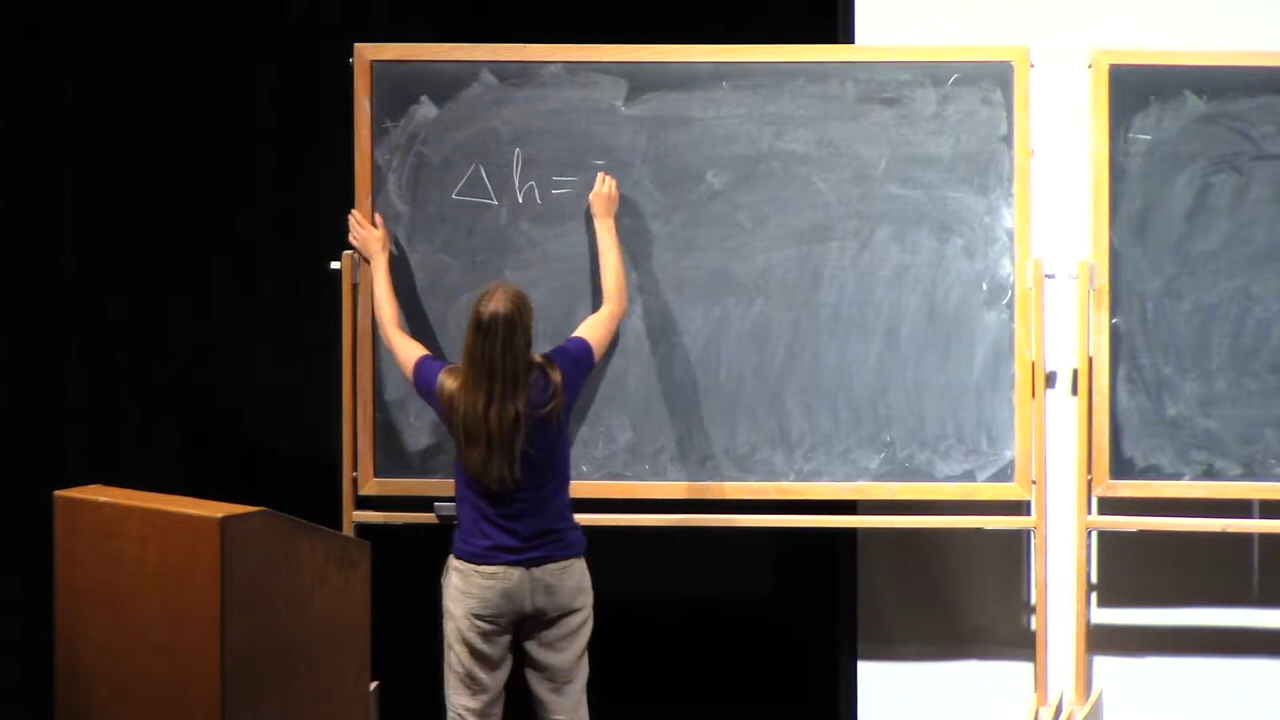 Δh =